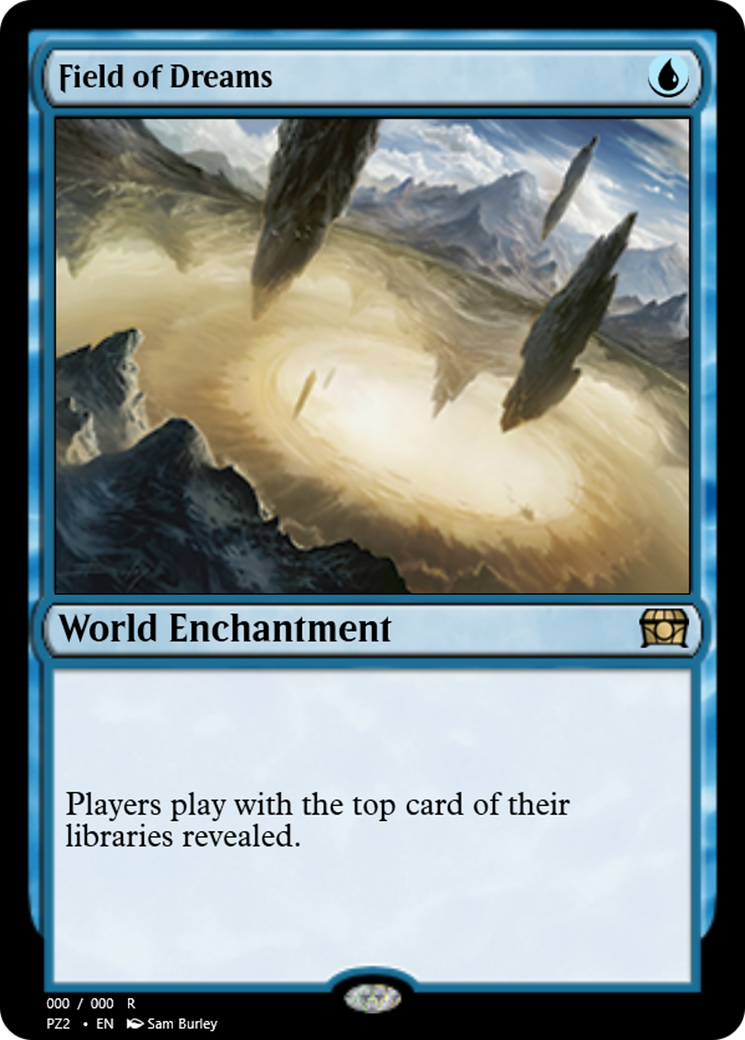 Field of Dreams
World Enchantment
Players play with the top card of their
libraries revealed.
000 / 000 R
PZ2 • EN Sam Burley